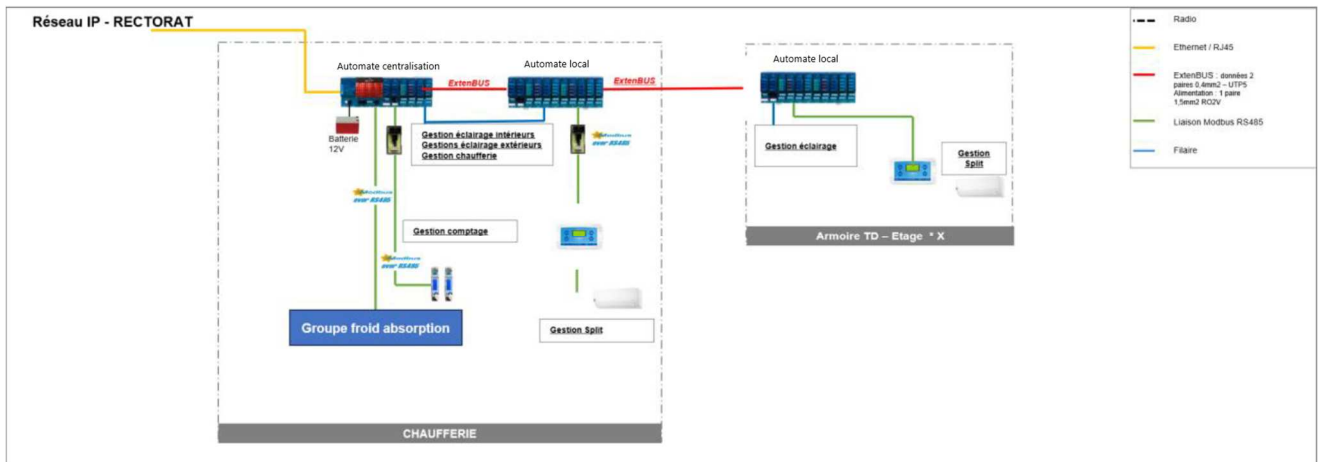 Réseau IP - RECTORAT
Automate centralisation
ExtenBUS
Automate local
ExtenBUS
Automate local
Batterie
12V
Gestion éclairage intérieurs
Gestions éclairage extérieurs
Gestion chaufferie
over RS485
over RS485
Gestion comptage
over RS485
Groupe froid absorption
Gestion Split
CHAUFFERIE
Gestion éclairage
Gestion
Split
Armoire TD – Etage * X
Radio
Ethernet / RJ45
ExtenBUS : données 2
paires 0,4mm2 – UTP5
Alimentation : 1 paire
1,5mm2 RO2V
Liaison Modbus RS485
Filaire